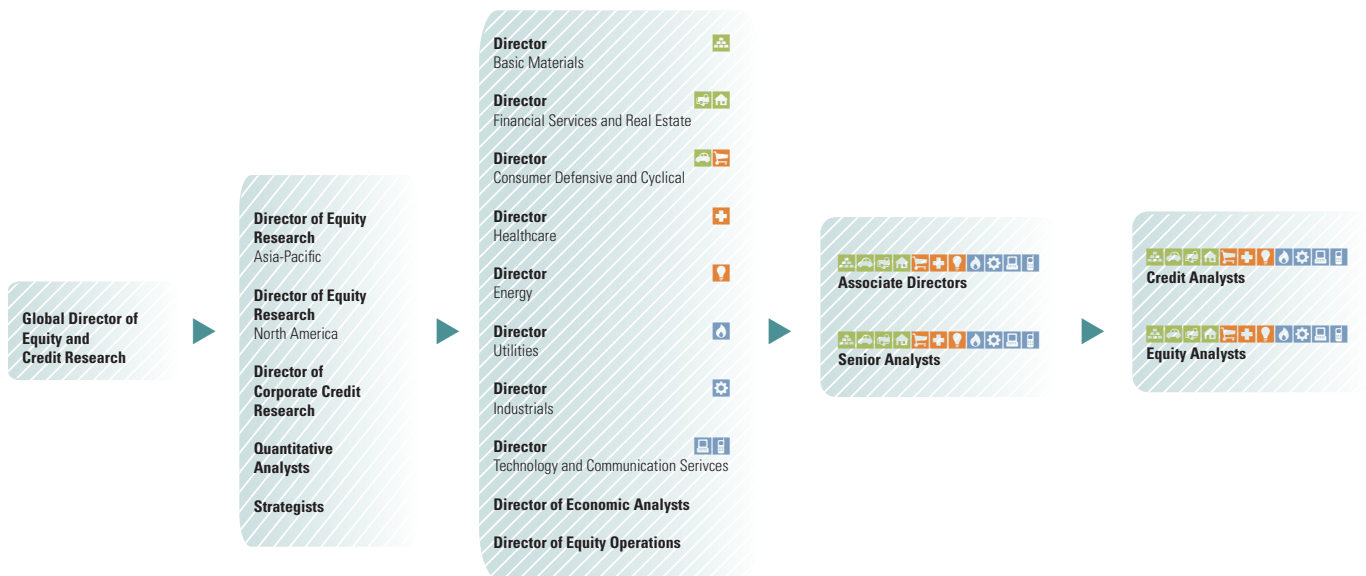 Global Director of
Equity and
Credit Research
Director of Equity
Research
Asia-Pacific
Director of Equity
Research
North America
Director of
Corporate Credit
Research
Quantitative
Analysts
Strategists
Director
Basic Materials
Director
Financial Services and Real Estate
Director
Consumer Defensive and Cyclical
Director
Healthcare
Director
Energy
Director
Utilities
Director
Industrials
Director
Technology and Communication Serivces
Director of Economic Analysts
Director of Equity Operations
Associate Directors
Senior Analysts
Credit Analysts
Equity Analysts